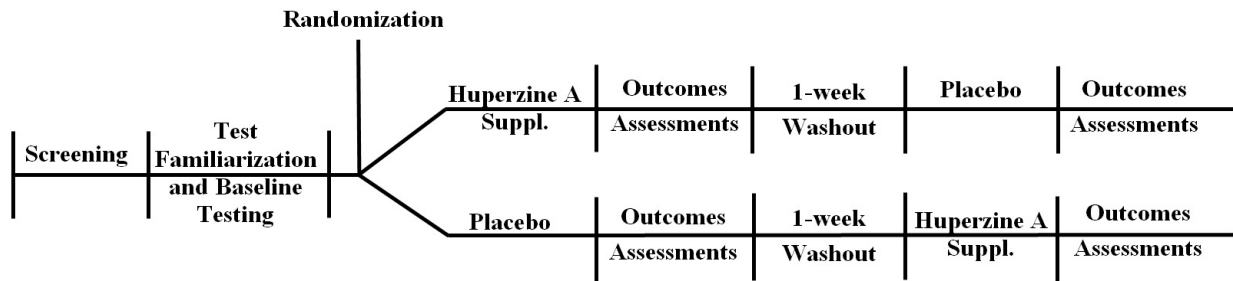 Randomization
Screening
Test
Familiarization
and Baseline
Testing
Huperzine A
Suppl.
Outcomes
Assessments
1-week
Washout
Placebo
Outcomes
Assessments
Placebo
Outcomes
Assessments
1-week
Washout
Huperzine A
Suppl.
Outcomes
Assessments